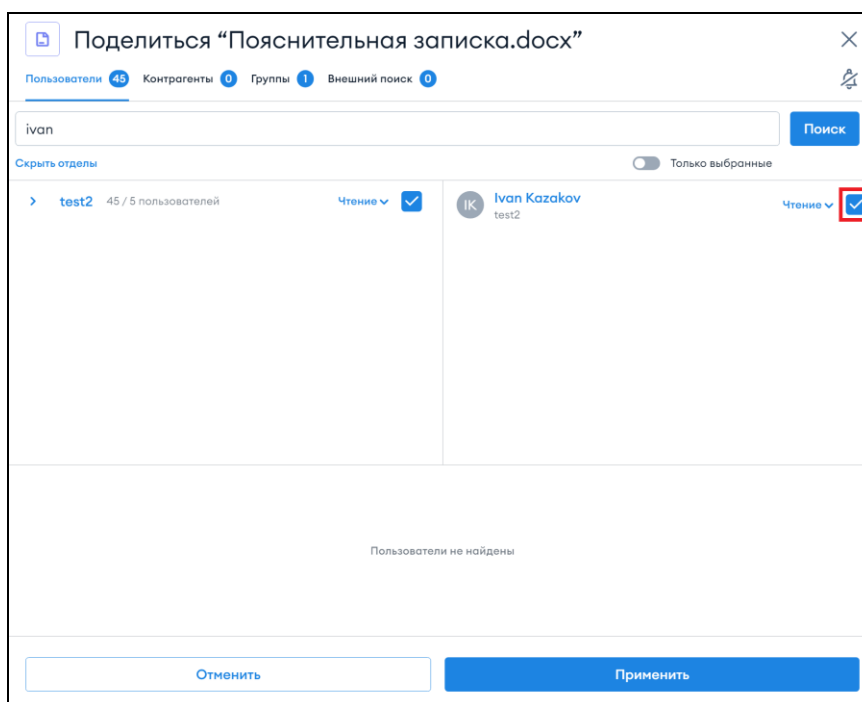 Поделиться “Пояснительная записка.docx”
Пользователи 45 Контрагенты 0 Группы 1 Внешний поиск 0
ivan
Поиск
Скрыть отделы
Только выбранные
test2 45 / 5 пользователей Чтение
IK
Ivan Kazakov
test2
Чтение
Пользователи не найдены
Отменить
Применить